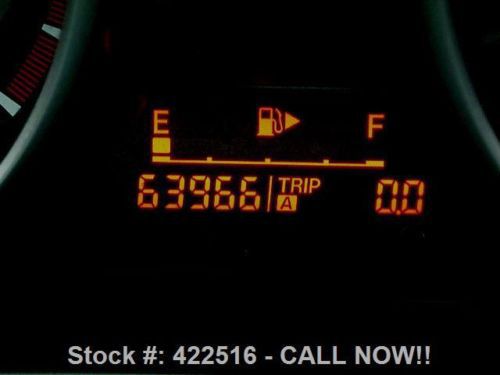 E F
63966 TRIP A 0.0
Stock #: 422516 - CALL NOW!!